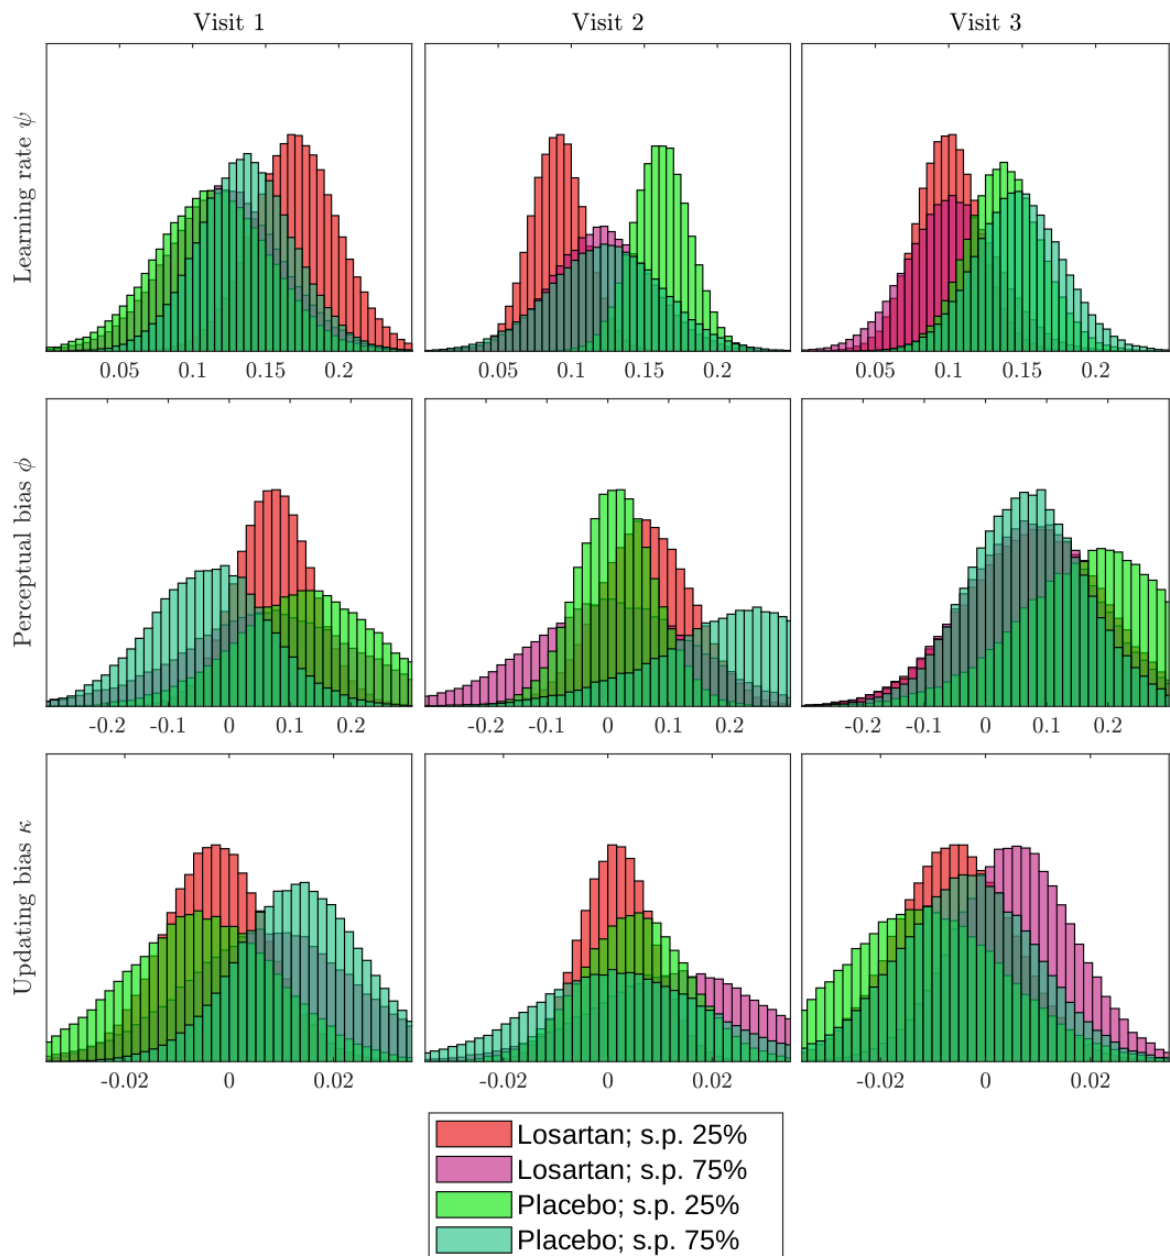 Visit 1 Visit 2 Visit 3
Learning rate ψ
0.05 0.1 0.15 0.2 0.05 0.1 0.15 0.2 0.05 0.1 0.15 0.2
Perceptual bias ϕ
-0.2 -0.1 0 0.1 0.2 -0.2 -0.1 0 0.1 0.2 -0.2 -0.1 0 0.1 0.2
Updating bias κ
-0.02 0 0.02 -0.02 0 0.02 -0.02 0 0.02
Losartan; s.p. 25%
Losartan; s.p. 75%
Placebo; s.p. 25%
Placebo; s.p. 75%